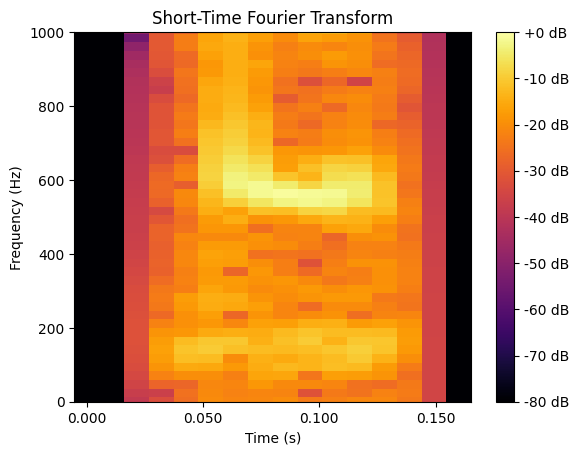 Short-Time Fourier Transform
1000
800
600
400
200
0
Frequency (Hz)
0.000
0.050
0.100
0.150
Time (s)
+0 dB
-10 dB
-20 dB
-30 dB
-40 dB
-50 dB
-60 dB
-70 dB
-80 dB